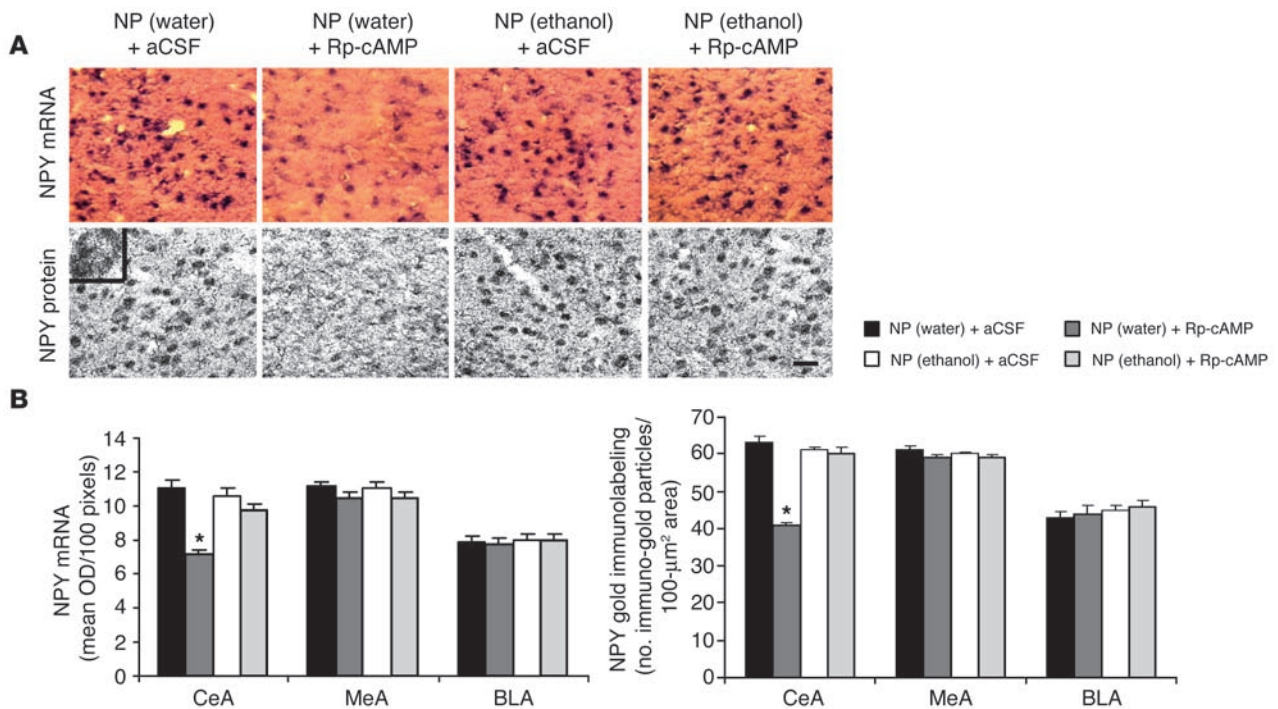 NP (water)
+ aCSF
NP (water)
+ Rp-cAMP
NP (ethanol)
+ aCSF
NP (ethanol)
+ Rp-cAMP
A
NPY mRNA
NPY protein
NP (water) + aCSF
NP (water) + Rp-cAMP
NP (ethanol) + aCSF
NP (ethanol) + Rp-cAMP
B
NPY mRNA
(mean OD/100 pixels)
14
12
10
8
6
4
2
0
*
CeA
MeA
BLA
NPY gold immunolabeling
(no. immuno-gold particles/
100-μm² area)
70
60
50
40
30
20
10
0
*
CeA
MeA
BLA